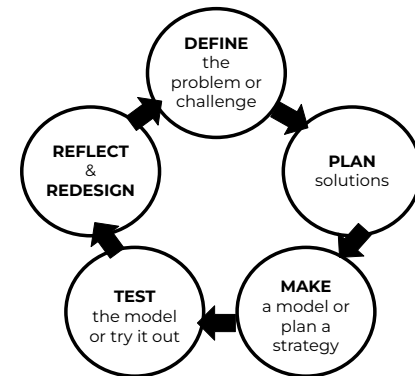 DEFINE
the
problem or
challenge
PLAN
solutions
MAKE
a model or
plan a
strategy
TEST
the model
or try it out
REFLECT
&
REDESIGN